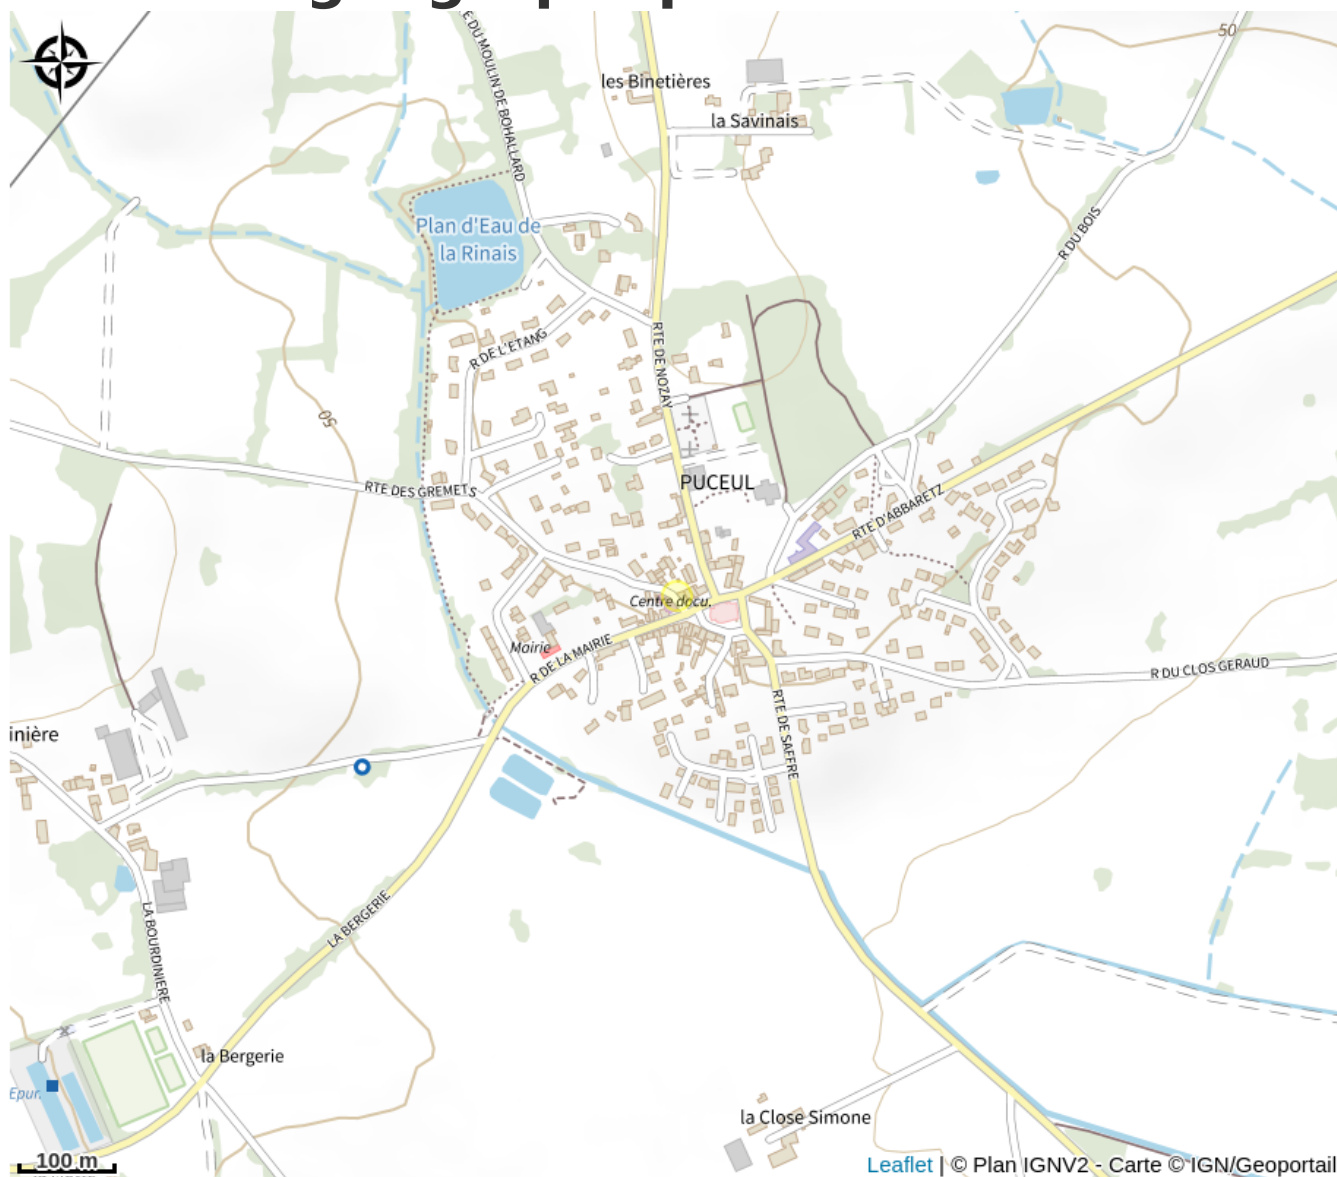 50
E DU MOULIN DE BOHALLARD
les Binetières
la Savinais
Plan d'Eau de
la Rinais
R DU BOIS
R DE L'ETANG
RTE DE NOZAY
50
PUCEUL
RTE DES GREMETS
RTE D'ABBARETZ
Centre docu.
Mairie
R DE LA MAIRIE
R DU CLOS GERAUD
RTE DE SAFFRE
inière
LA BERGERIE
LA BOURDINIERE
la Bergerie
Epur.
la Close Simone
100 m
Leaflet | © Plan IGNV2 - Carte © IGN/Geoportail